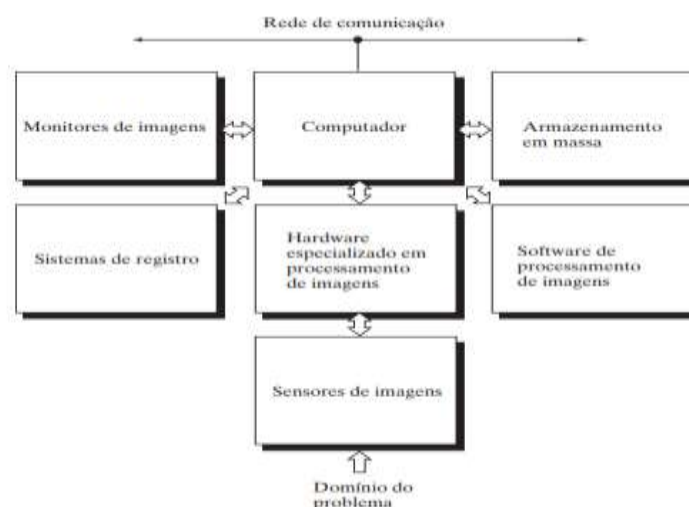 Rede de comunicação
Monitores de imagens
Computador
Armazenamento
em massa
Sistemas de registro
Hardware
especializado em
processamento
de imagens
Software de
processamento
de imagens
Sensores de imagens
Domínio do
problema